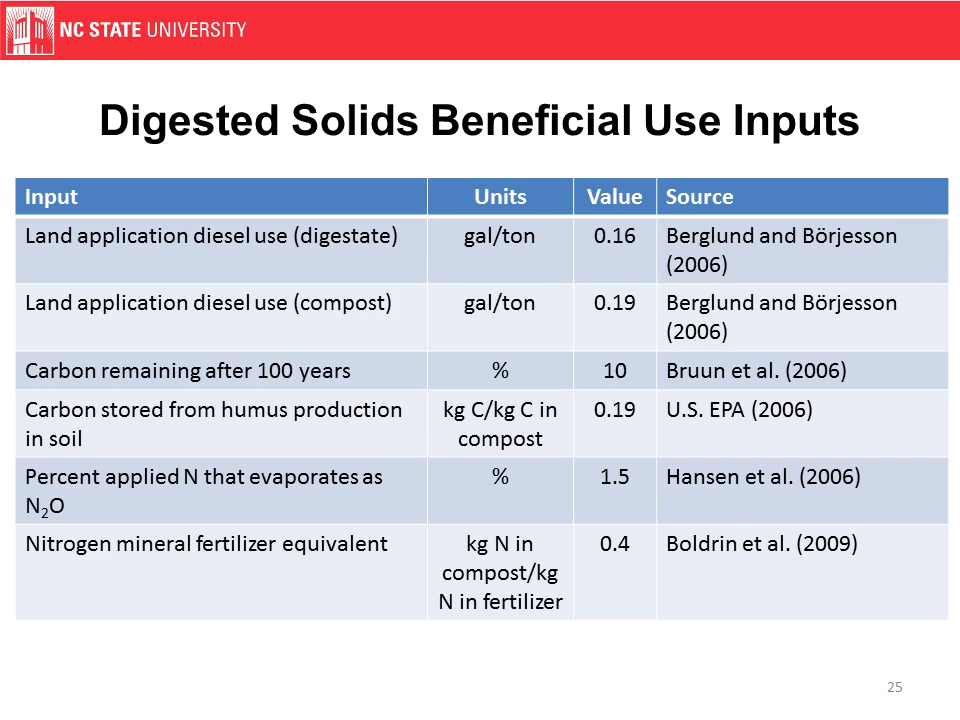 NC STATE UNIVERSITY
Digested Solids Beneficial Use Inputs
Input Units Value Source
Land application diesel use (digestate) gal/ton 0.16 Berglund and Börjesson
(2006)
Land application diesel use (compost) gal/ton 0.19 Berglund and Börjesson
(2006)
Carbon remaining after 100 years % 10 Bruun et al. (2006)
Carbon stored from humus production kg C/kg C in 0.19 U.S. EPA (2006)
in soil compost
Percent applied N that evaporates as % 1.5 Hansen et al. (2006)
N₂O
Nitrogen mineral fertilizer equivalent kg N in 0.4 Boldrin et al. (2009)
compost/kg
N in fertilizer
25